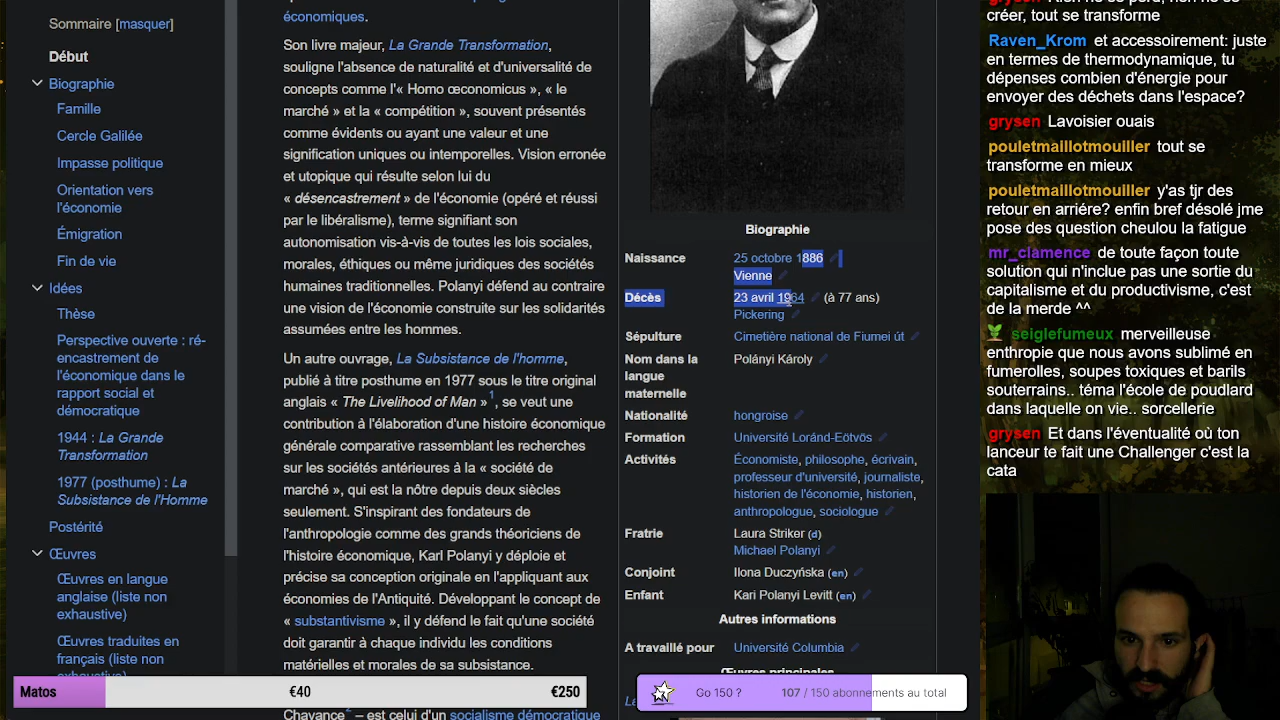 Sommaire [masquer]
Début
Biographie
Famille
Cercle Galilée
Impasse politique
Orientation vers
l'économie
Émigration
Fin de vie
Idées
Thèse
Perspective ouverte : ré-
encastrement de
l'économique dans le
rapport social et
démocratique
1944 : La Grande
Transformation
1977 (posthume) : La
Subsistance de l'Homme
Postérité
Œuvres
Œuvres en langue
anglaise (liste non
exhaustive)
Œuvres traduites en
français (liste non
économiques.
Son livre majeur, La Grande Transformation,
souligne l'absence de naturalité et d'universalité de
concepts comme l'« Homo œconomicus », « le
marché » et la « compétition », souvent présentés
comme évidents ou ayant une valeur et une
signification uniques ou intemporelles. Vision erronée
et utopique qui résulte selon lui du
« désencastrement » de l'économie (opéré et réussi
par le libéralisme), terme signifiant son
autonomisation vis-à-vis de toutes les lois sociales,
morales, éthiques ou même juridiques des sociétés
humaines traditionnelles. Polanyi défend au contraire
une vision de l'économie construite sur les solidarités
assumées entre les hommes.
Un autre ouvrage, La Subsistance de l'homme,
publié à titre posthume en 1977 sous le titre original
anglais « The Livelihood of Man »1, se veut une
contribution à l'élaboration d'une histoire économique
générale comparative rassemblant les recherches
sur les sociétés antérieures à la « société de
marché », qui est la nôtre depuis deux siècles
seulement. S'inspirant des fondateurs de
l'anthropologie comme des grands théoriciens de
l'histoire économique, Karl Polanyi y déploie et
précise sa conception originale en l'appliquant aux
économies de l'Antiquité. Développant le concept de
« substantivisme », il y défend le fait qu'une société
doit garantir à chaque individu les conditions
matérielles et morales de sa subsistance.
Chavance2 – est celui d'un socialisme démocratique
Biographie
Naissance 25 octobre 1886
Vienne
Décès 23 avril 1964 (à 77 ans)
Pickering
Sépulture Cimetière national de Fiumei út
Nom dans la Polányi Károly
langue
maternelle
Nationalité hongroise
Formation Université Loránd-Eötvös
Activités Économiste, philosophe, écrivain,
professeur d'université, journaliste,
historien de l'économie, historien,
anthropologue, sociologue
Fratrie Laura Striker (d)
Michael Polanyi
Conjoint Ilona Duczyńska (en)
Enfant Kari Polanyi Levitt (en)
Autres informations
A travaillé pour Université Columbia
Œuvres principales
Matos €40 €250
Go 150 ? 107 / 150 abonnements au total
créer, tout se transforme
Raven_Krom et accessoirement: juste
en termes de thermodynamique, tu
dépenses combien d'énergie pour
envoyer des déchets dans l'espace?
grysen Lavoisier ouais
pouletmaillotmouiller tout se
transforme en mieux
pouletmaillotmouiller y'as tjr des
retour en arriére? enfin bref désolé jme
pose des question cheulou la fatigue
mr_clamence de toute façon toute
solution qui n'inclue pas une sortie du
capitalisme et du productivisme, c'est
de la merde ^^
seiglefumeux merveilleuse
enthropie que nous avons sublimé en
fumerolles, soupes toxiques et barils
souterrains.. téma l'école de poudlard
dans laquelle on vie.. sorcellerie
grysen Et dans l'éventualité où ton
lanceur te fait une Challenger c'est la
cata